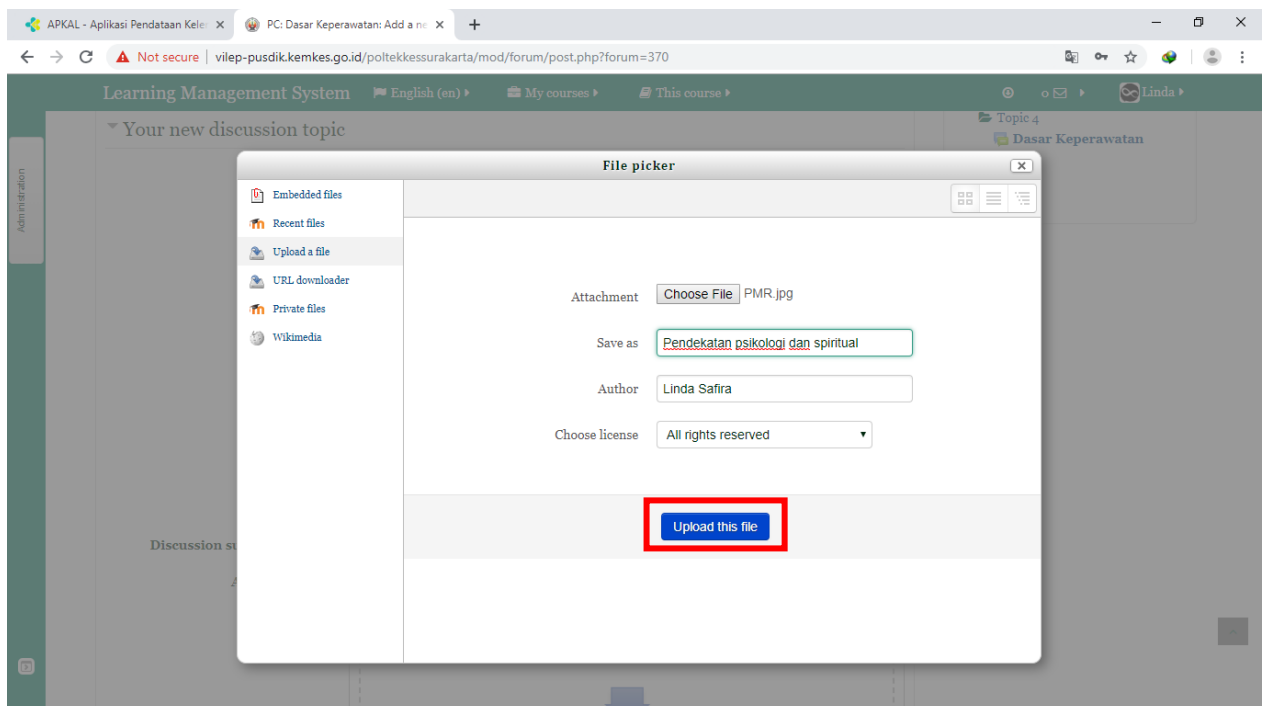 APKAL - Aplikasi Pendataan Kele
PC: Dasar Keperawatan: Add a ne
Not secure | vilep-pusdik.kemkes.go.id/poltekkessurakarta/mod/forum/post.php?forum=370
Learning Management System English (en) My courses This course 0 Linda
Your new discussion topic
Topic 4
Dasar Keperawatan
Administration
File picker
Embedded files
Recent files
Upload a file
URL downloader
Private files
Wikimedia
Attachment Choose File PMR.jpg
Save as Pendekatan psikologi dan spiritual
Author Linda Safira
Choose license All rights reserved
Upload this file
Discussion su
A